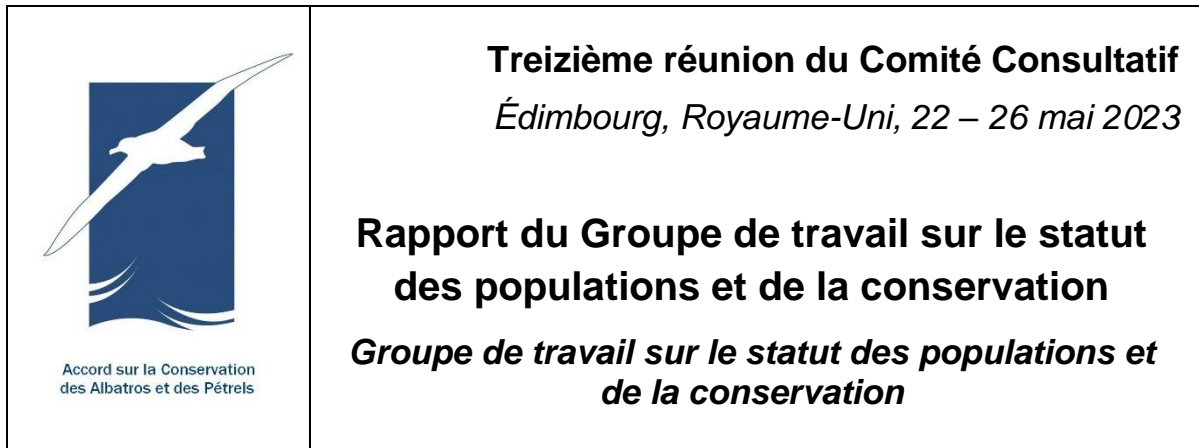 Accord sur la Conservation
des Albatros et des Pétrels
Treizième réunion du Comité Consultatif
Édimbourg, Royaume-Uni, 22 – 26 mai 2023
Rapport du Groupe de travail sur le statut
des populations et de la conservation
Groupe de travail sur le statut des populations et
de la conservation